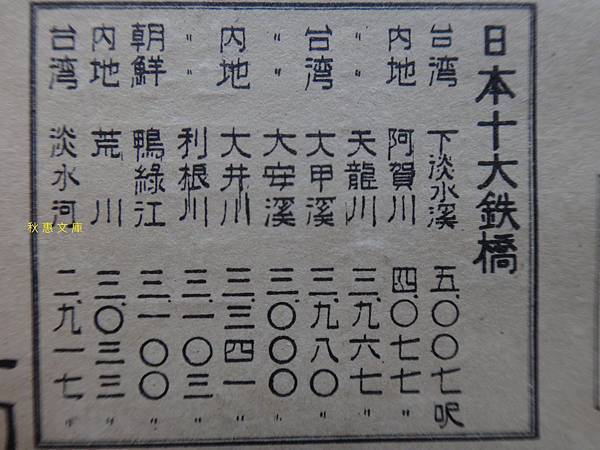 日本十大鉄橋
台湾 下淡水溪 五、〇〇七呎
内地 阿賀川 四、〇七七〃
〃 天龍川 三、九六七〃
台湾 大甲溪 三、九八〇〃
〃 大安溪 三、〇〇〇〃
内地 大井川 三、三四一〃
〃 利根川 三、一〇三〃
朝鮮 鴨綠江 三、一〇〇〃
内地 荒川 三、〇三三〃
台湾 淡水河 二、九一七〃
秋惠文庫